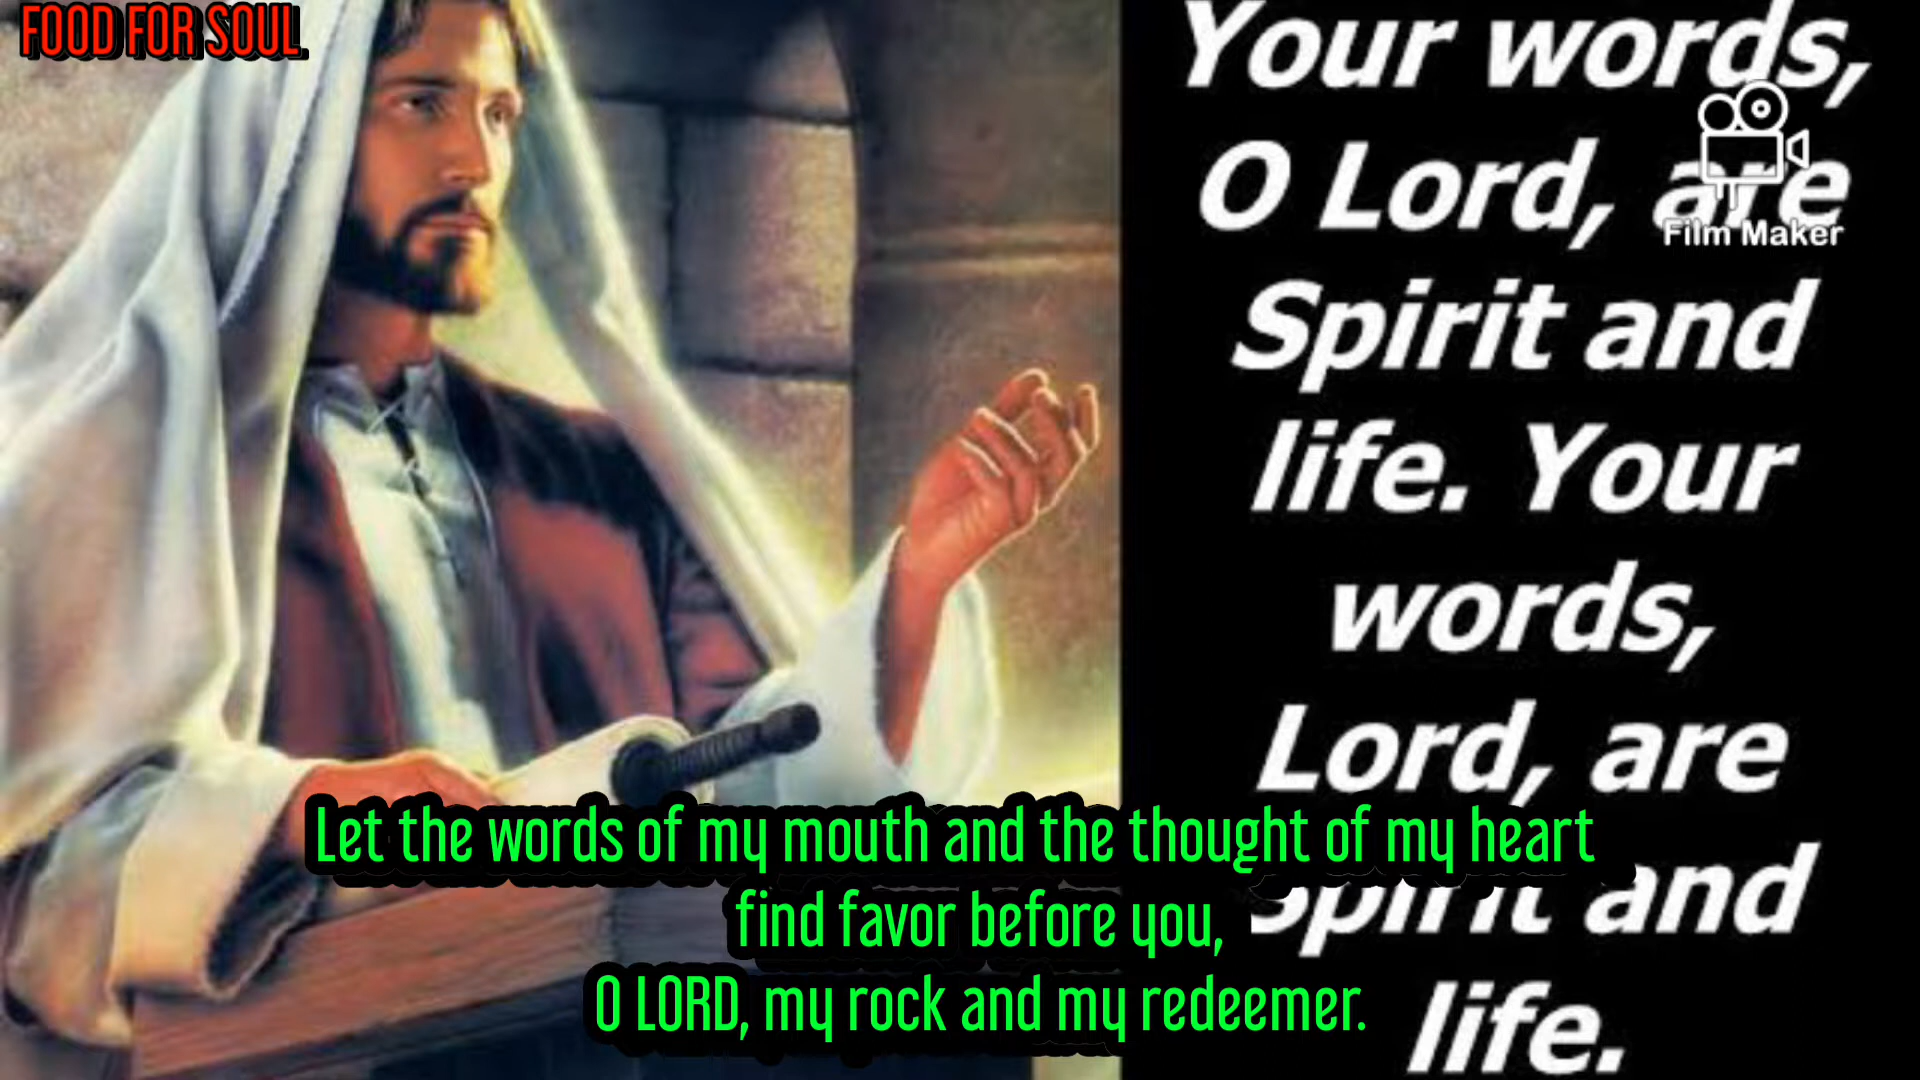 FOOD FOR SOUL
Your words,
O Lord, are
Film Maker
Spirit and
life. Your
words,
Lord, are
Spirit and
life.
Let the words of my mouth and the thought of my heart
find favor before you,
O LORD, my rock and my redeemer.